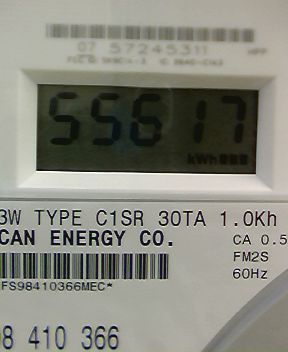 07 57245311
55617
kWh
3W TYPE C1SR 30TA 1.0Kh
CAN ENERGY CO.
CA 0.5
FM2S
60Hz
FS98410366MEC*
98 410 366